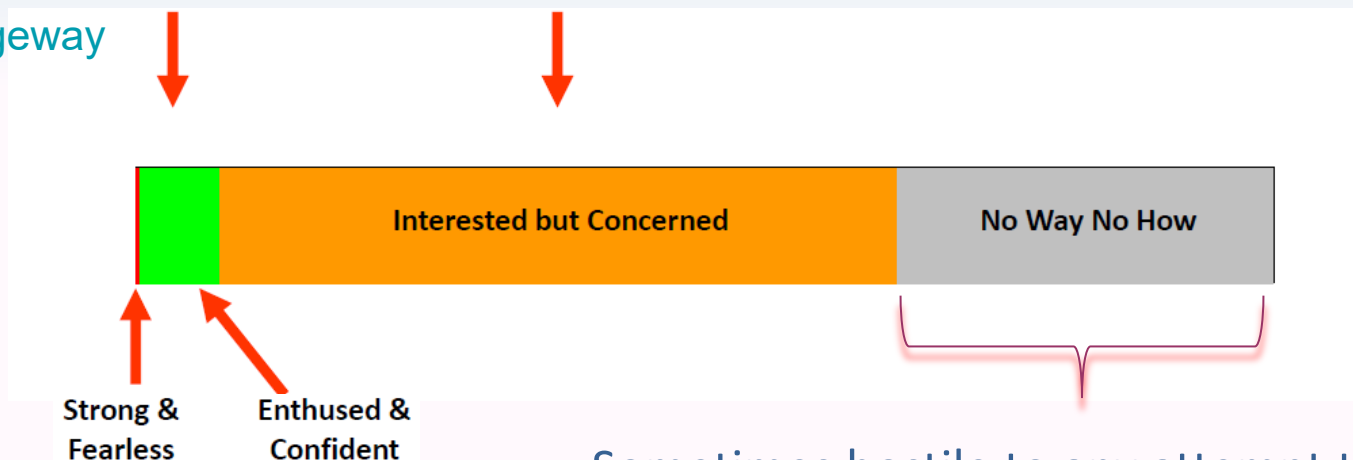 geway
Interested but Concerned
No Way No How
Strong &
Fearless
Enthused &
Confident